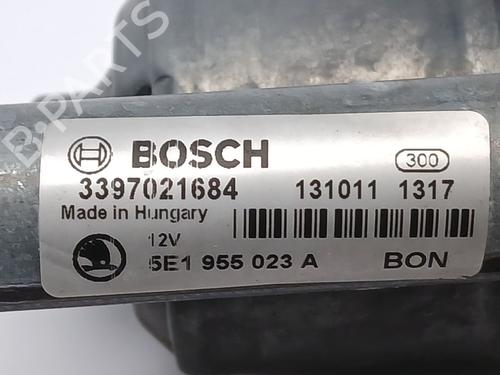 B-PARTS
BOSCH 300
3397021684 131011 1317
Made in Hungary
12V
5E1 955 023 A BON